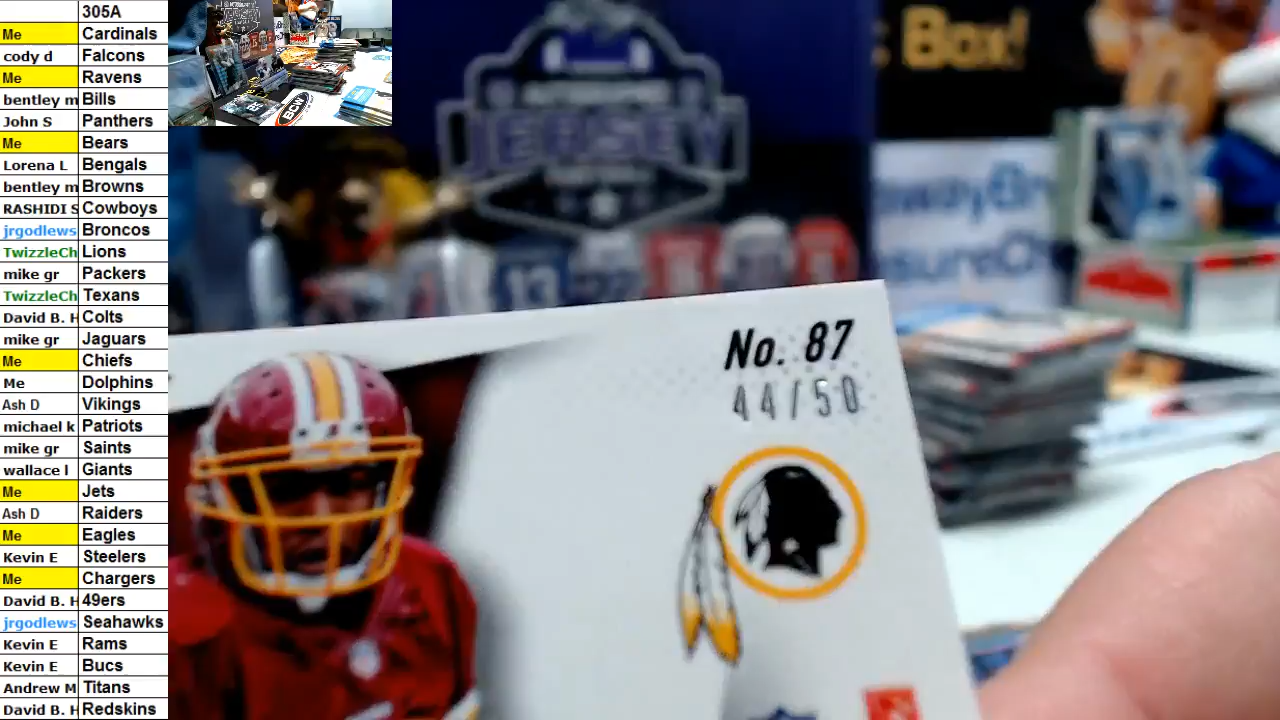 305A
Me Cardinals
cody d Falcons
Me Ravens
bentley m Bills
John S Panthers
Me Bears
Lorena L Bengals
bentley m Browns
RASHIDI S Cowboys
jrgodlews Broncos
TwizzleCh Lions
mike gr Packers
TwizzleCh Texans
David B. H Colts
mike gr Jaguars
Me Chiefs
Me Dolphins
Ash D Vikings
michael k Patriots
mike gr Saints
wallace l Giants
Me Jets
Ash D Raiders
Me Eagles
Kevin E Steelers
Me Chargers
David B. H 49ers
jrgodlews Seahawks
Kevin E Rams
Kevin E Bucs
Andrew M Titans
David B. H Redskins
BCW
JERSEY
Box!
13
No. 87
44/50